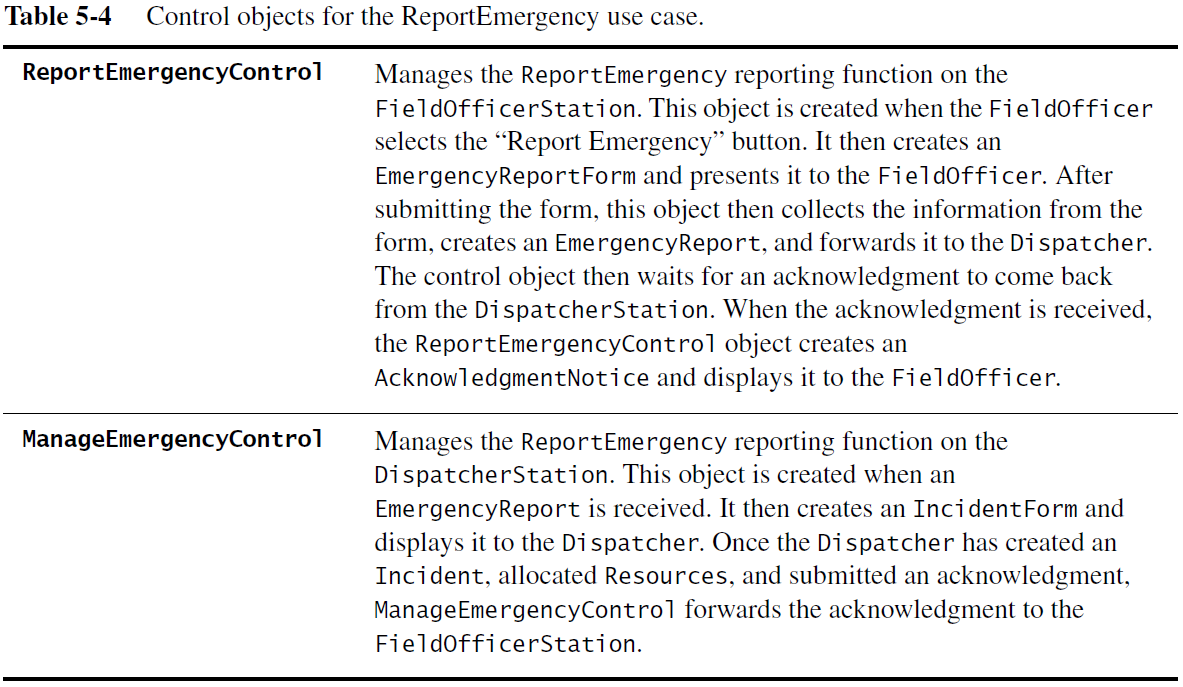 Table 5-4 Control objects for the ReportEmergency use case.
ReportEmergencyControl
Manages the ReportEmergency reporting function on the
FieldOfficerStation. This object is created when the FieldOfficer
selects the “Report Emergency” button. It then creates an
EmergencyReportForm and presents it to the FieldOfficer. After
submitting the form, this object then collects the information from the
form, creates an EmergencyReport, and forwards it to the Dispatcher.
The control object then waits for an acknowledgment to come back
from the DispatcherStation. When the acknowledgment is received,
the ReportEmergencyControl object creates an
AcknowledgmentNotice and displays it to the FieldOfficer.
ManageEmergencyControl
Manages the ReportEmergency reporting function on the
DispatcherStation. This object is created when an
EmergencyReport is received. It then creates an IncidentForm and
displays it to the Dispatcher. Once the Dispatcher has created an
Incident, allocated Resources, and submitted an acknowledgment,
ManageEmergencyControl forwards the acknowledgment to the
FieldOfficerStation.